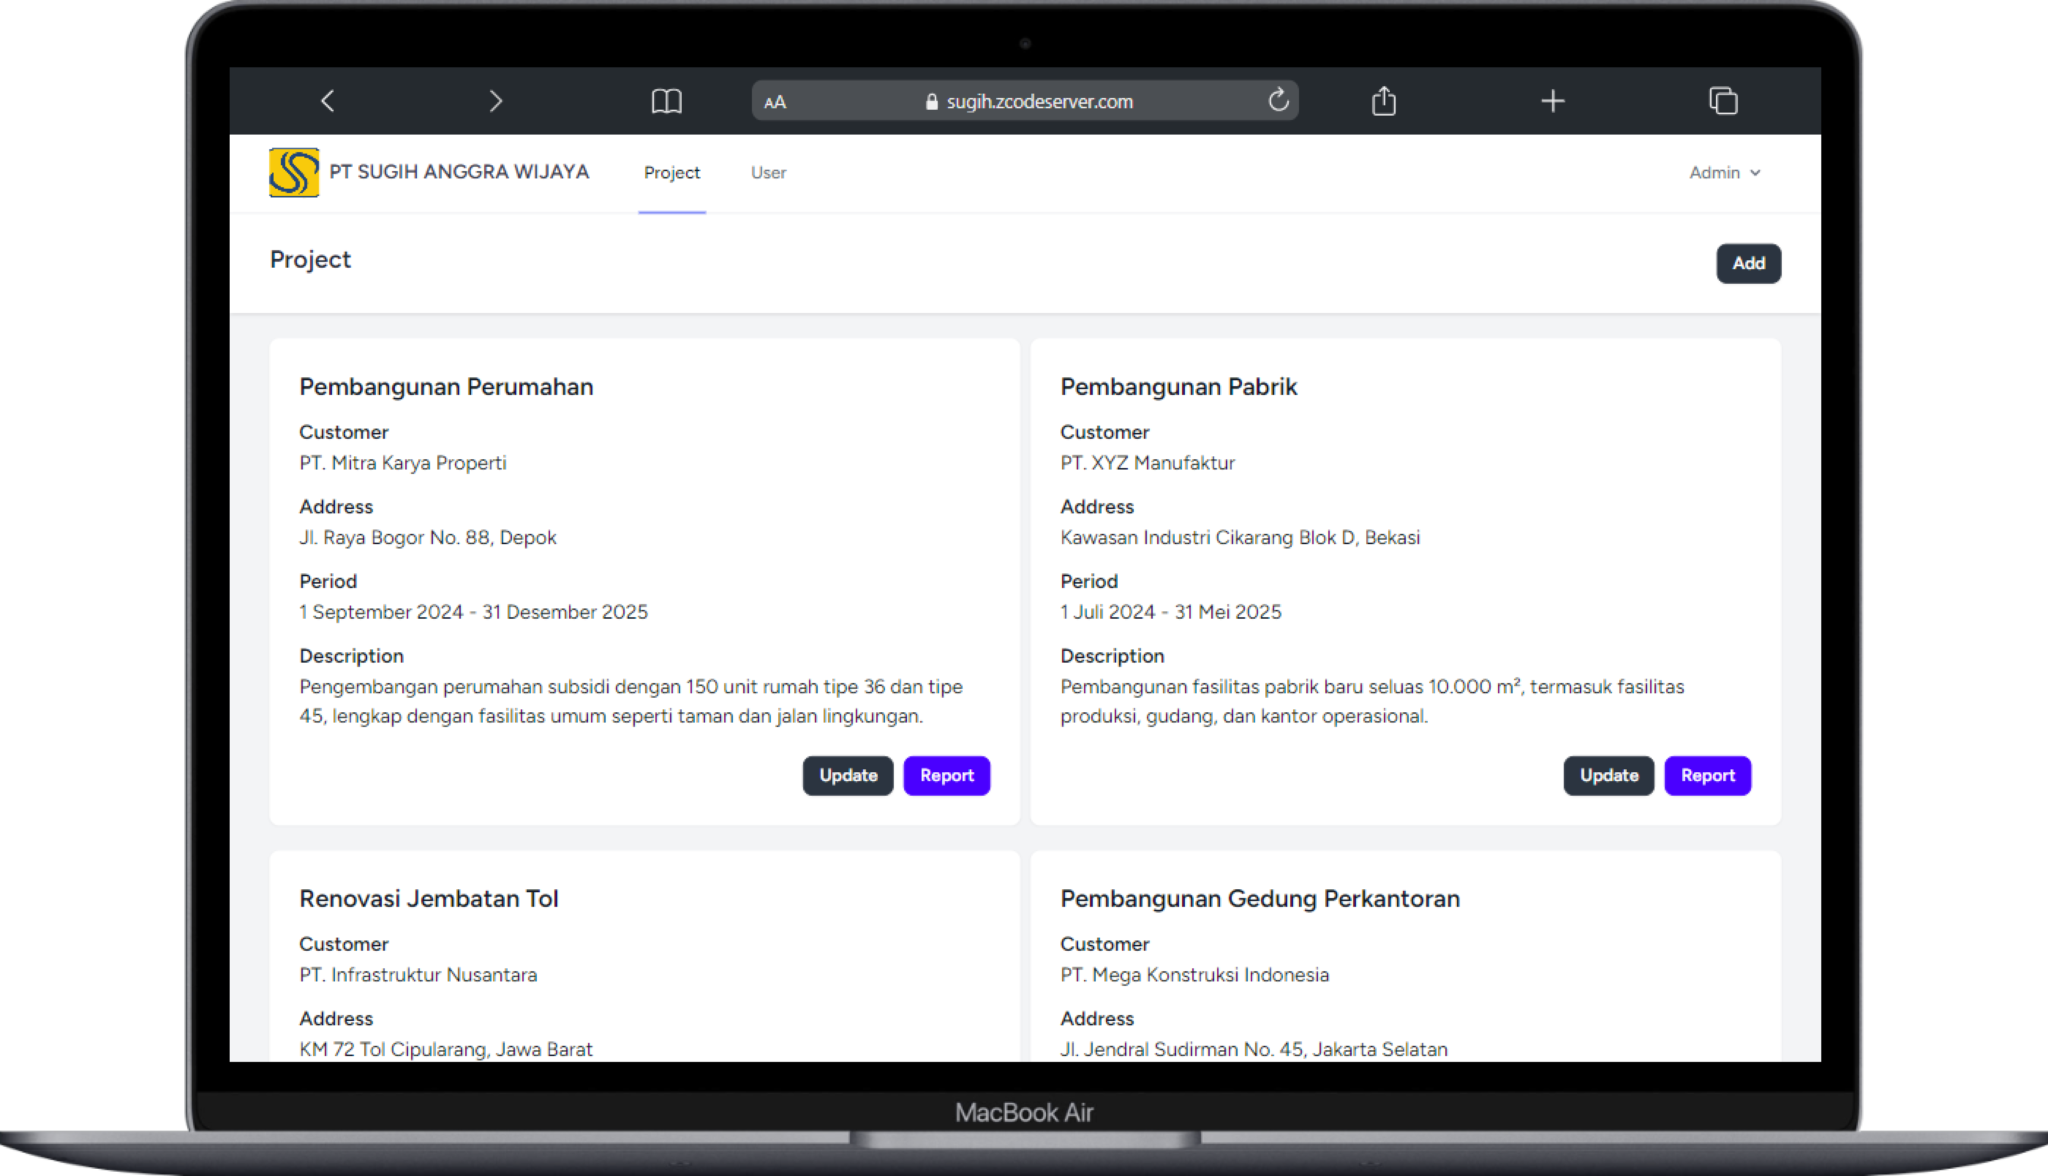 AA sugih.zcodeserver.com
PT SUGIH ANGGRA WIJAYA Project User Admin
Project Add
Pembangunan Perumahan
Customer
PT. Mitra Karya Properti
Address
Jl. Raya Bogor No. 88, Depok
Period
1 September 2024 - 31 Desember 2025
Description
Pengembangan perumahan subsidi dengan 150 unit rumah tipe 36 dan tipe
45, lengkap dengan fasilitas umum seperti taman dan jalan lingkungan.
Update Report
Pembangunan Pabrik
Customer
PT. XYZ Manufaktur
Address
Kawasan Industri Cikarang Blok D, Bekasi
Period
1 Juli 2024 - 31 Mei 2025
Description
Pembangunan fasilitas pabrik baru seluas 10.000 m², termasuk fasilitas
produksi, gudang, dan kantor operasional.
Update Report
Renovasi Jembatan Tol
Customer
PT. Infrastruktur Nusantara
Address
KM 72 Tol Cipularang, Jawa Barat
Pembangunan Gedung Perkantoran
Customer
PT. Mega Konstruksi Indonesia
Address
Jl. Jendral Sudirman No. 45, Jakarta Selatan
MacBook Air